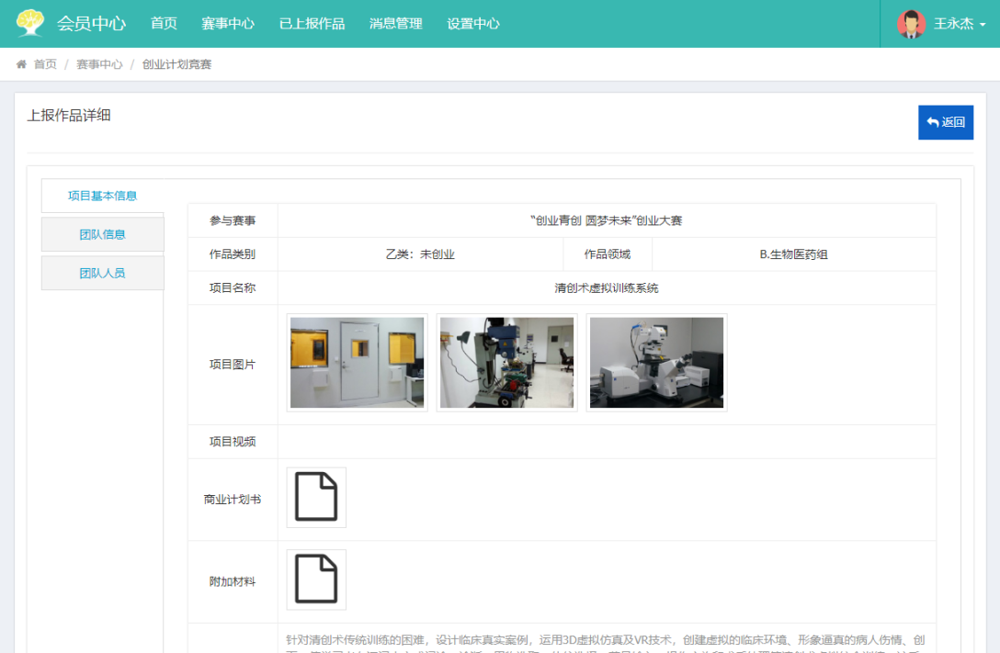 会员中心 首页 赛事中心 已上报作品 消息管理 设置中心 王永杰
首页 / 赛事中心 / 创业计划竞赛
上报作品详细
返回
项目基本信息
团队信息
团队人员
参与赛事 “创业青创 圆梦未来”创业大赛
作品类别 乙类：未创业 作品领域 B.生物医药组
项目名称 清创术虚拟训练系统
项目图片
项目视频
商业计划书
附加材料
针对清创术传统训练的困难，设计临床真实案例，运用3D虚拟仿真及VR技术，创建虚拟的临床环境、形象逼真的病人伤情、创